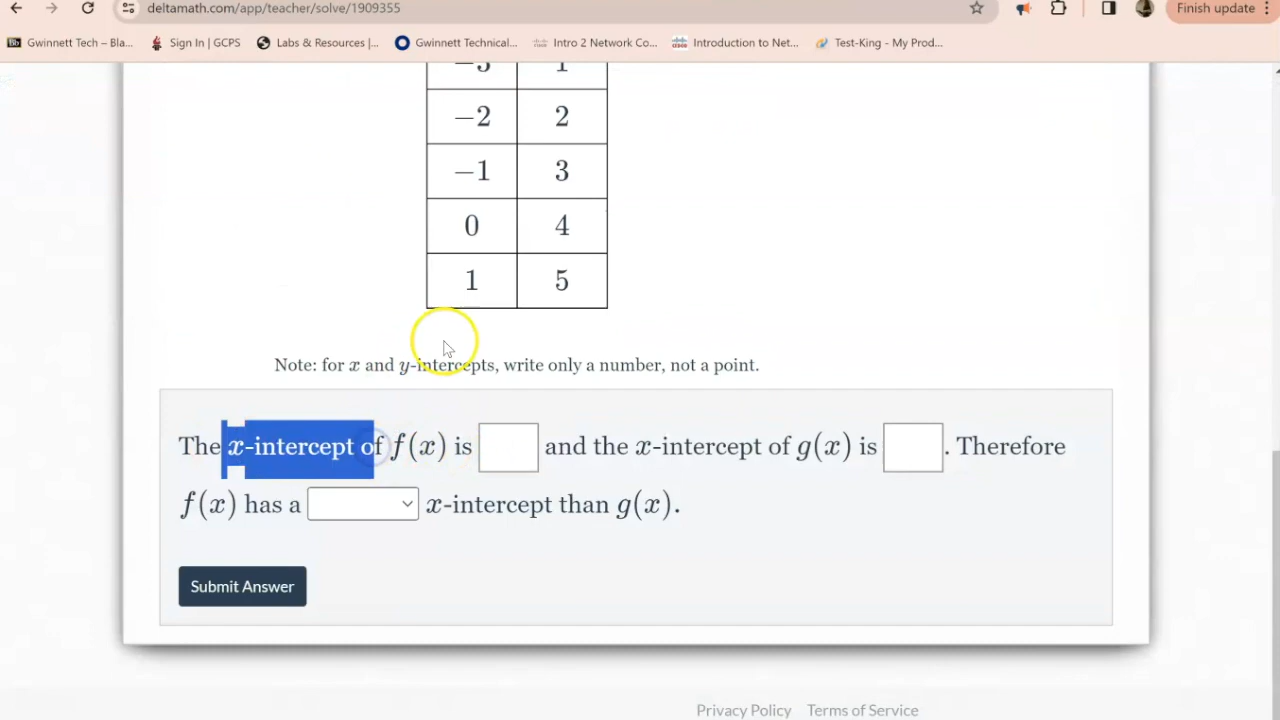 deltamath.com/app/teacher/solve/1909355
Finish update
Bb Gwinnett Tech – Bla...
Sign In | GCPS
Labs & Resources |...
Gwinnett Technical...
Intro 2 Network Co...
Introduction to Net...
Test-King - My Prod...
−3 1
−2 2
−1 3
0 4
1 5
Note: for x and y-intercepts, write only a number, not a point.
The x-intercept of f(x) is and the x-intercept of g(x) is . Therefore
f(x) has a x-intercept than g(x).
Submit Answer
Privacy Policy Terms of Service